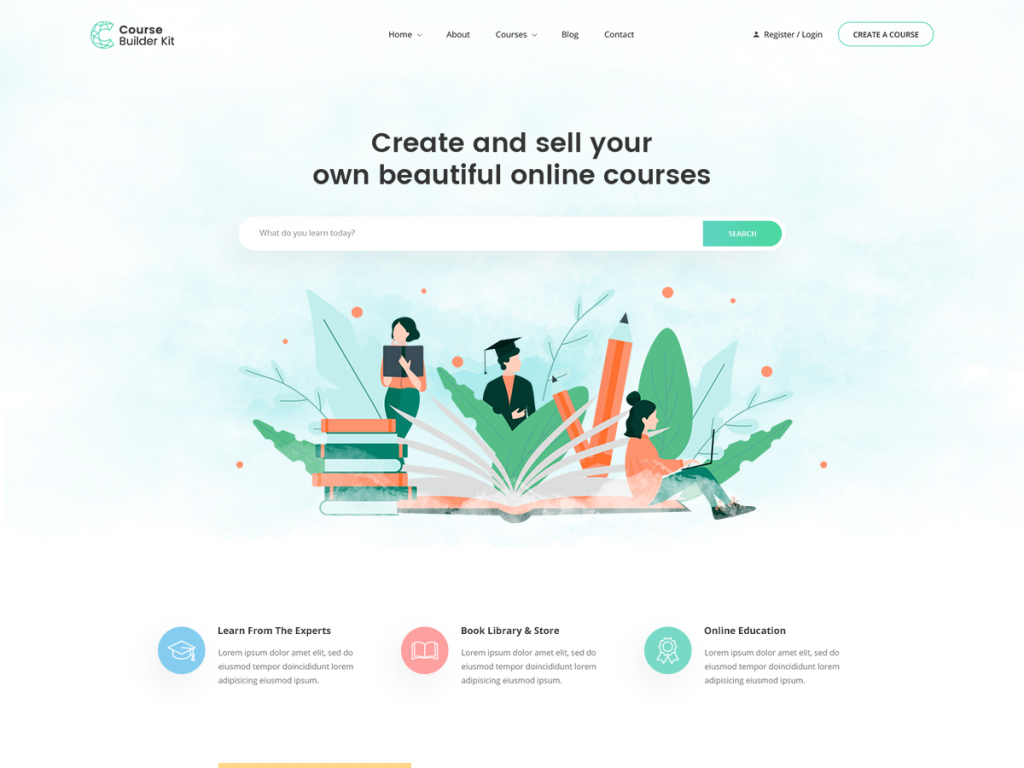 Course
Builder Kit
Home
About
Courses
Blog
Contact
Register / Login
CREATE A COURSE
Create and sell your
own beautiful online courses
What do you learn today?
SEARCH
Learn From The Experts
Lorem ipsum dolor amet elit, sed do
eiusmod tempor doincididunt lorem
adipisicing eiusmod ipsum.
Book Library & Store
Lorem ipsum dolor amet elit, sed do
eiusmod tempor doincididunt lorem
adipisicing eiusmod ipsum.
Online Education
Lorem ipsum dolor amet elit, sed do
eiusmod tempor doincididunt lorem
adipisicing eiusmod ipsum.